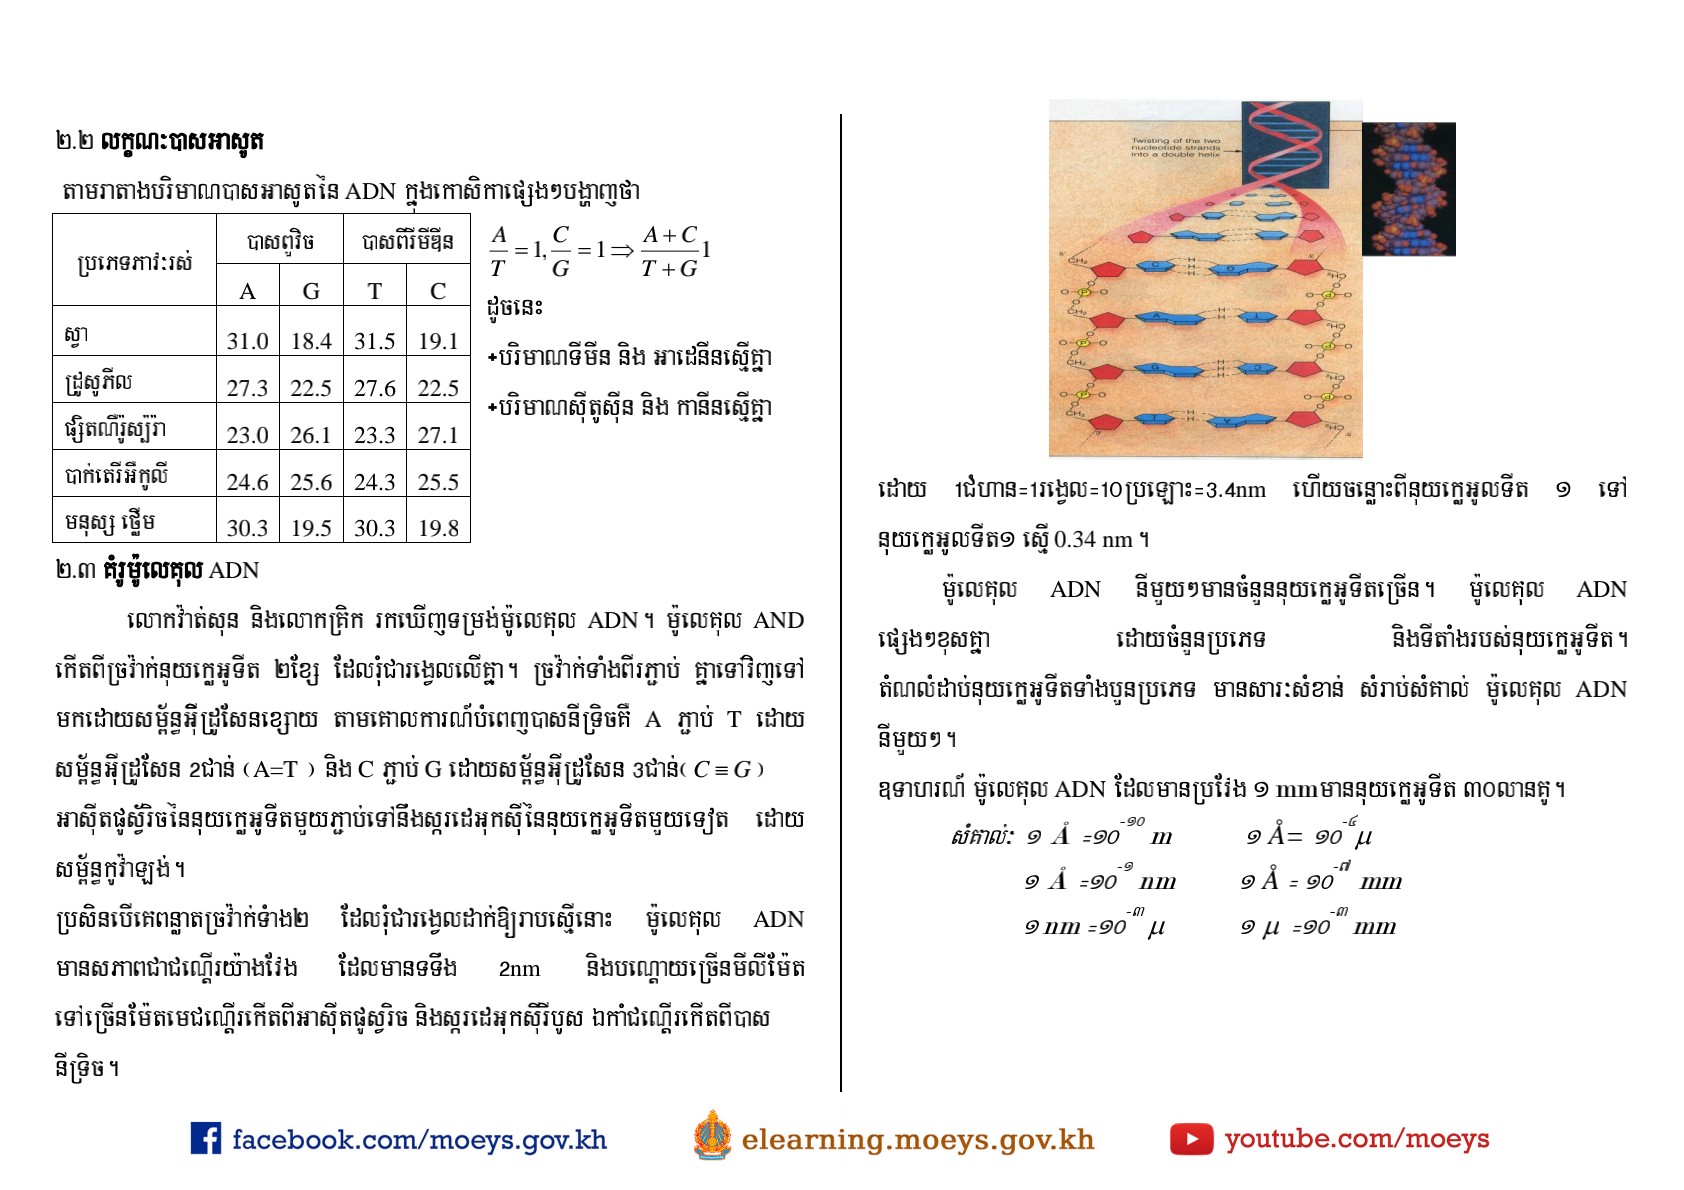 ២.២ លក្ខណៈបាសអាសូត
តាមរាតាងបរិមាណបាសអាសូតនៃ ADN ក្នុងកោសិកាផ្សេងៗបង្ហាញថា
ប្រភេទភាវៈរស់ បាសពួរិច បាសពីរីមីឌីន
A G T C
ស្វា 31.0 18.4 31.5 19.1
ដ្រូសូភីល 27.3 22.5 27.6 22.5
ផ្សិតណឺរ៉ូស្ប៉រ៉ា 23.0 26.1 23.3 27.1
បាក់តេរីអឺកូលី 24.6 25.6 24.3 25.5
មនុស្ស ថ្លើម 30.3 19.5 30.3 19.8
A/T = 1, C/G = 1 ⇒ (A + C)/(T + G) 1
ដូចនេះ
+បរិមាណទីមីន និង អាដេនីនស្មើគ្នា
+បរិមាណស៊ីតូស៊ីន និង កានីនស្មើគ្នា
២.៣ គំរូម៉ូលេគុល ADN
លោកវ៉ាត់សុន និងលោកគ្រិក រកឃើញទម្រង់ម៉ូលេគុល ADN។ ម៉ូលេគុល AND
កើតពីច្រវ៉ាក់នុយក្លេអូទីត ២ខ្សែ ដែលរុំជារង្វេលលើគ្នា។ ច្រវ៉ាក់ទាំងពីរភ្ជាប់ គ្នាទៅវិញទៅ
មកដោយសម្ព័ន្ធអ៊ីដ្រូសែនខ្សោយ តាមគោលការណ៍បំពេញបាសនីទ្រិចគឺ A ភ្ជាប់ T ដោយ
សម្ព័ន្ធអ៊ីដ្រូសែន 2ជាន់ (A=T ) និង C ភ្ជាប់ G ដោយសម្ព័ន្ធអ៊ីដ្រូសែន 3ជាន់( C ≡ G )
អាស៊ីតផូស្វ័រិចនៃនុយក្លេអូទីតមួយភ្ជាប់ទៅនឹងស្ករដេអុកស៊ីនៃនុយក្លេអូទីតមួយទៀត ដោយ
សម្ព័ន្ធកូវ៉ាឡង់។
ប្រសិនបើគេពន្លាតច្រវ៉ាក់ទំាង២ ដែលរុំជារង្វេលដាក់ឱ្យរាបស្មើនោះ ម៉ូលេគុល ADN
មានសភាពជាជណ្តើរយ៉ាងវែង ដែលមានទទឹង 2nm និងបណ្តោយច្រើនមីលីម៉ែត
ទៅច្រើនម៉ែតមេជណ្តើរកើតពីអាស៊ីតផូស្វរិច និងស្ករដេអុកស៊ីរីបូស ឯកាំជណ្តើរកើតពីបាស
នីទ្រិច។
Twisting of the two
nucleotide strands
into a double helix
ដោយ 1ជំហាន=1រង្វេល=10ប្រឡោះ=3.4nm ហើយចន្លោះពីនុយក្លេអូលទីត ១ ទៅ
នុយក្លេអូលទីត១ ស្មើ 0.34 nm។
ម៉ូលេគុល ADN នីមួយៗមានចំនួននុយក្លេអូទីតច្រើន។ ម៉ូលេគុល ADN
ផ្សេងៗខុសគ្នា ដោយចំនួនប្រភេទ និងទីតាំងរបស់នុយក្លេអូទីត។
តំណលំដាប់នុយក្លេអូទីតទាំងបួនប្រភេទ មានសារៈសំខាន់ សំរាប់សំគាល់ ម៉ូលេគុល ADN
នីមួយៗ។
ឧទាហរណ៍ ម៉ូលេគុល ADN ដែលមានប្រវែង ១ mmមាននុយក្លេអូទីត ៣០លានគូ។
សំគាល់: ១ Å =១០⁻¹⁰ m ១ Å= ១០⁻⁴ μ
១ Å =១០⁻¹ nm ១ Å = ១០⁻⁷ mm
១ nm =១០⁻³ μ ១ μ =១០⁻³ mm
facebook.com/moeys.gov.kh elearning.moeys.gov.kh youtube.com/moeys